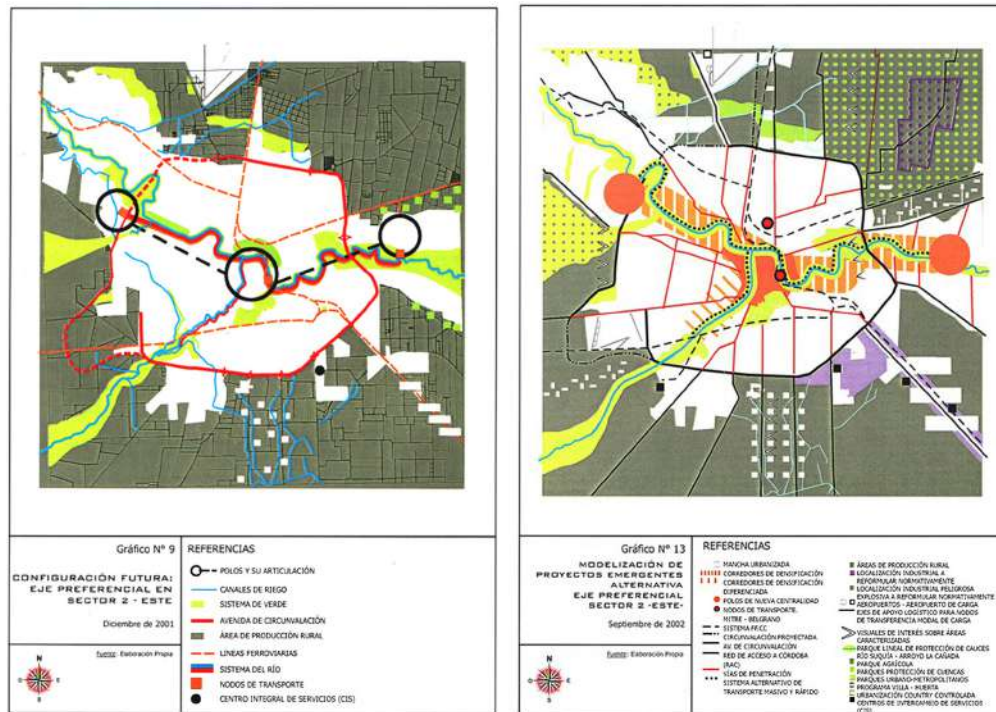 Gráfico N° 9
CONFIGURACIÓN FUTURA:
EJE PREFERENCIAL EN
SECTOR 2 - ESTE
Diciembre de 2001
Fuente: Elaboración Propia
REFERENCIAS
POLOS Y SU ARTICULACIÓN
CANALES DE RIEGO
SISTEMA DE VERDE
AVENIDA DE CIRCUNVALACIÓN
ÁREA DE PRODUCCIÓN RURAL
LÍNEAS FERROVIARIAS
SISTEMA DEL RÍO
NODOS DE TRANSPORTE
CENTRO INTEGRAL DE SERVICIOS (CIS)
Gráfico N° 13
MODELIZACIÓN DE
PROYECTOS EMERGENTES
ALTERNATIVA
EJE PREFERENCIAL
SECTOR 2 -ESTE-
Septiembre de 2002
Fuente: Elaboración Propia
REFERENCIAS
MANCHA URBANIZADA
CORREDORES DE DENSIFICACIÓN
CORREDORES DE DENSIFICACIÓN
DIFERENCIADA
POLOS DE NUEVA CENTRALIDAD
NODOS DE TRANSPORTE.
MITRE - BELGRANO
SISTEMA FF.CC
CIRCUNVALACIÓN PROYECTADA
AV. DE CIRCUNVALACIÓN
RED DE ACCESO A CÓRDOBA
(RAC)
VÍAS DE PENETRACIÓN
SISTEMA ALTERNATIVO DE
TRANSPORTE MASIVO Y RÁPIDO
ÁREAS DE PRODUCCIÓN RURAL
LOCALIZACIÓN INDUSTRIAL A
REFORMULAR NORMATIVAMENTE
LOCALIZACIÓN INDUSTRIAL PELIGROSA
EXPLOSIVA A REFORMULAR NORMATIVAMENTE
AEROPUERTOS - AEROPUERTO DE CARGA
EJES DE APOYO LOGÍSTICO PARA NODOS
DE TRANSFERENCIA MODAL DE CARGA
VISUALES DE INTERÉS SOBRE ÁREAS
CARACTERIZADAS
PARQUE LINEAL DE PROTECCIÓN DE CAUCES
RÍO SUQUÍA - ARROYO LA CAÑADA
PARQUE AGRÍCOLA
PARQUES PROTECCIÓN DE CUENCAS
PARQUES URBANO-METROPOLITANOS
PROGRAMA VILLA - HUERTA
URBANIZACIÓN COUNTRY CONTROLADA
CENTROS DE INTERCAMBIO DE SERVICIOS
(CIS)